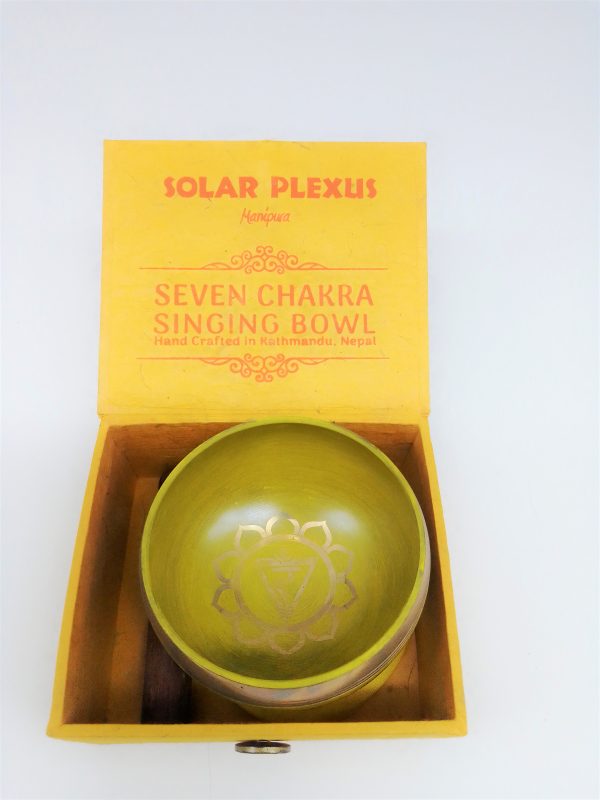 SOLAR PLEXUS
Manipura
SEVEN CHAKRA
SINGING BOWL
Hand Crafted in Kathmandu, Nepal